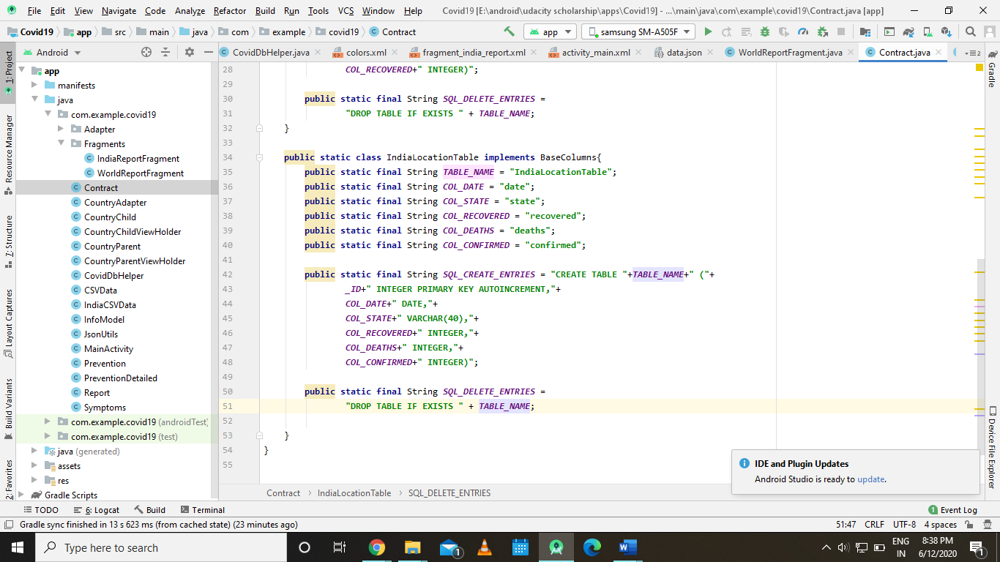 File Edit View Navigate Code Analyze Refactor Build Run Tools VCS Window Help Covid19 [E:\android\udacity scholarship\apps\Covid19] - ...\main\java\com\example\covid19\Contract.java [app]
Covid19 app src main java com example covid19 Contract app samsung SM-A505F
Android CovidDbHelper.java colors.xml fragment_india_report.xml activity_main.xml data.json WorldReportFragment.java Contract.java 2
1: Project
Resource Manager
7: Structure
Layout Captures
Build Variants
2: Favorites
app
manifests
java
com.example.covid19
Adapter
Fragments
IndiaReportFragment
WorldReportFragment
Contract
CountryAdapter
CountryChild
CountryChildViewHolder
CountryParent
CountryParentViewHolder
CovidDbHelper
CSVData
IndiaCSVData
InfoModel
JsonUtils
MainActivity
Prevention
PreventionDetailed
Report
Symptoms
com.example.covid19 (androidTest)
com.example.covid19 (test)
java (generated)
assets
res
Gradle Scripts
28 COL_RECOVERED+" INTEGER)";
29
30 public static final String SQL_DELETE_ENTRIES =
31 "DROP TABLE IF EXISTS " + TABLE_NAME;
32 }
33
34 public static class IndiaLocationTable implements BaseColumns{
35 public static final String TABLE_NAME = "IndiaLocationTable";
36 public static final String COL_DATE = "date";
37 public static final String COL_STATE = "state";
38 public static final String COL_RECOVERED = "recovered";
39 public static final String COL_DEATHS = "deaths";
40 public static final String COL_CONFIRMED = "confirmed";
41
42 public static final String SQL_CREATE_ENTRIES = "CREATE TABLE "+TABLE_NAME+" ("+
43 _ID+" INTEGER PRIMARY KEY AUTOINCREMENT,"+
44 COL_DATE+" DATE,"+
45 COL_STATE+" VARCHAR(40),"+
46 COL_RECOVERED+" INTEGER,"+
47 COL_DEATHS+" INTEGER,"+
48 COL_CONFIRMED+" INTEGER)";
49
50 public static final String SQL_DELETE_ENTRIES =
51 "DROP TABLE IF EXISTS " + TABLE_NAME;
52
53 }
54 }
55
Gradle
Device File Explorer
IDE and Plugin Updates
Android Studio is ready to update.
Contract IndiaLocationTable SQL_DELETE_ENTRIES
TODO 6: Logcat Build Terminal 1 Event Log
Gradle sync finished in 13 s 623 ms (from cached state) (23 minutes ago) 51:47 CRLF UTF-8 4 spaces
Type here to search 1 ENG 8:38 PM
IN 6/12/2020 1